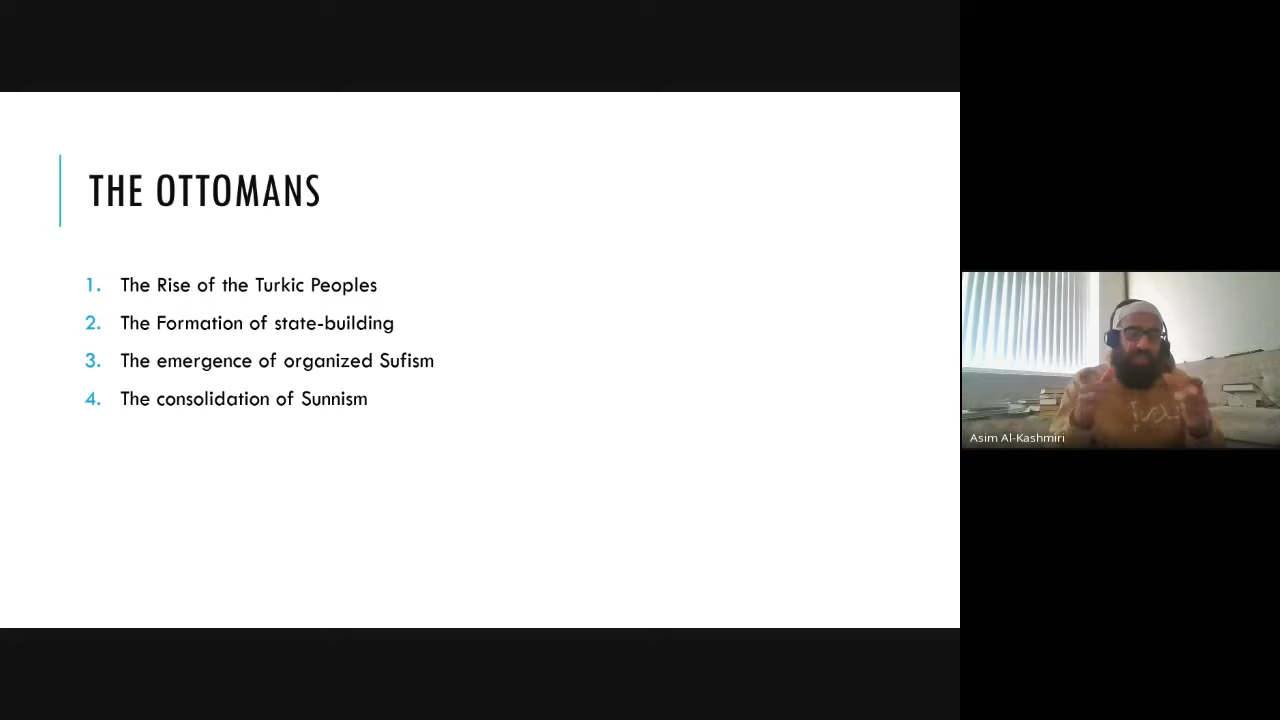 THE OTTOMANS
1. The Rise of the Turkic Peoples
2. The Formation of state-building
3. The emergence of organized Sufism
4. The consolidation of Sunnism
Asim Al-Kashmiri